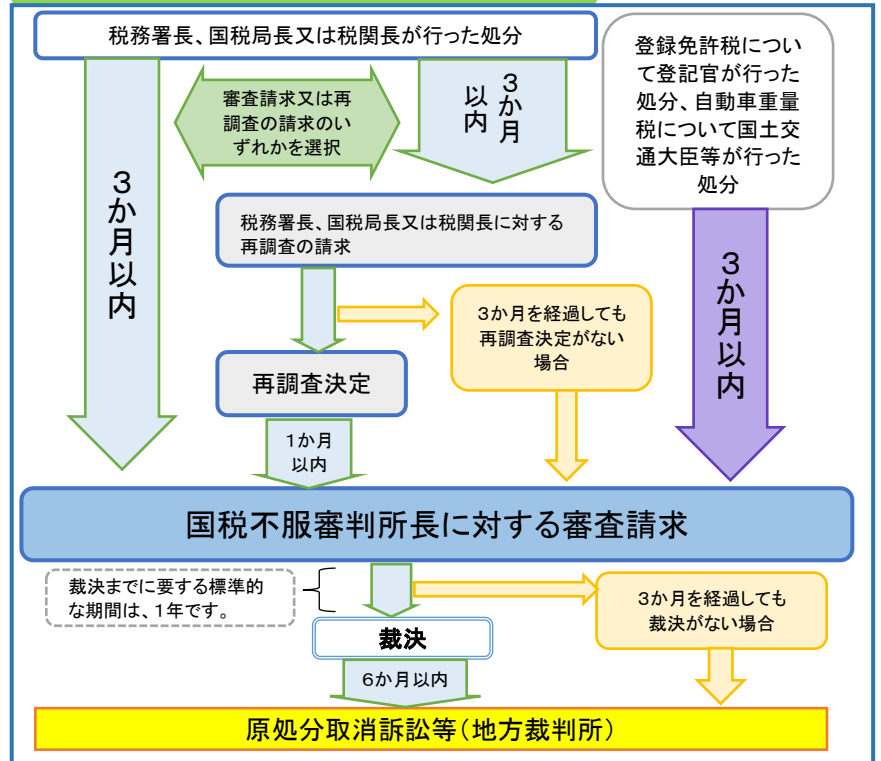 税務署長、国税局長又は税関長が行った処分
登録免許税につい
て登記官が行った
処分、自動車重量
税について国土交
通大臣等が行った
処分
審査請求又は再
調査の請求のい
ずれかを選択
3か月
以内
3か月以内
税務署長、国税局長又は税関長に対する
再調査の請求
3か月以内
3か月を経過しても
再調査決定がない
場合
再調査決定
1か月
以内
国税不服審判所長に対する審査請求
裁決までに要する標準的
な期間は、1年です。
3か月を経過しても
裁決がない場合
裁決
6か月以内
原処分取消訴訟等(地方裁判所)